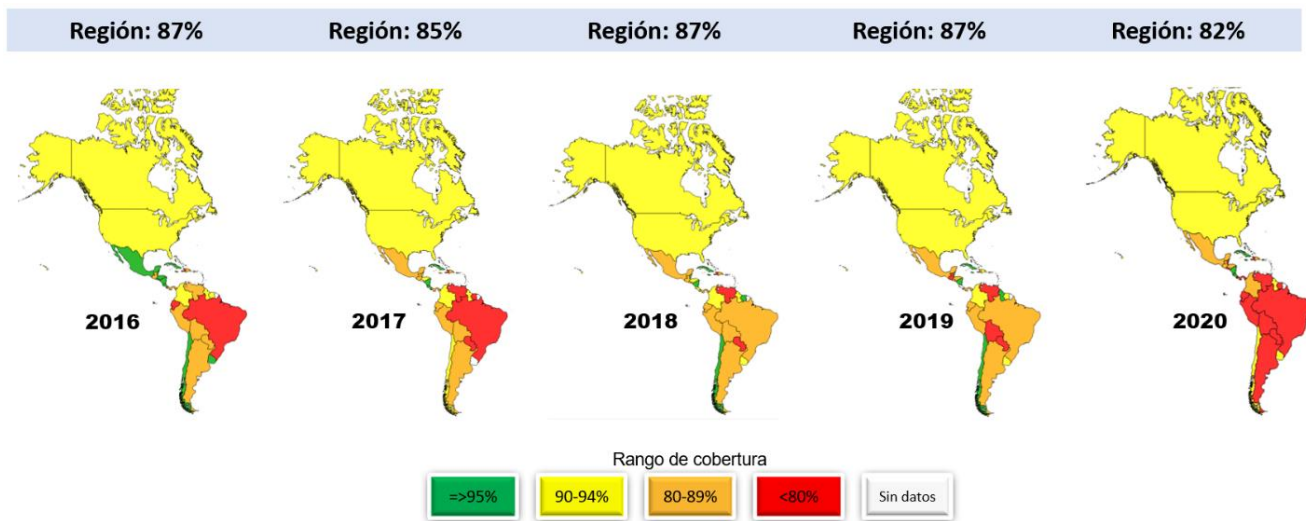 Región: 87% Región: 85% Región: 87% Región: 87% Región: 82%
2016 2017 2018 2019 2020
Rango de cobertura
=>95% 90-94% 80-89% <80% Sin datos